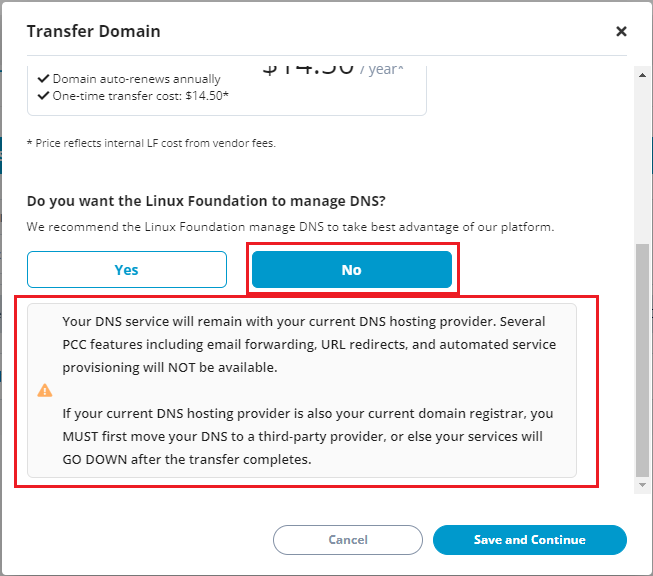 Transfer Domain
Domain auto-renews annually
$14.50 / year*
One-time transfer cost: $14.50*
* Price reflects internal LF cost from vendor fees.
Do you want the Linux Foundation to manage DNS?
We recommend the Linux Foundation manage DNS to take best advantage of our platform.
Yes
No
Your DNS service will remain with your current DNS hosting provider. Several
PCC features including email forwarding, URL redirects, and automated service
provisioning will NOT be available.
If your current DNS hosting provider is also your current domain registrar, you
MUST first move your DNS to a third-party provider, or else your services will
GO DOWN after the transfer completes.
Cancel
Save and Continue